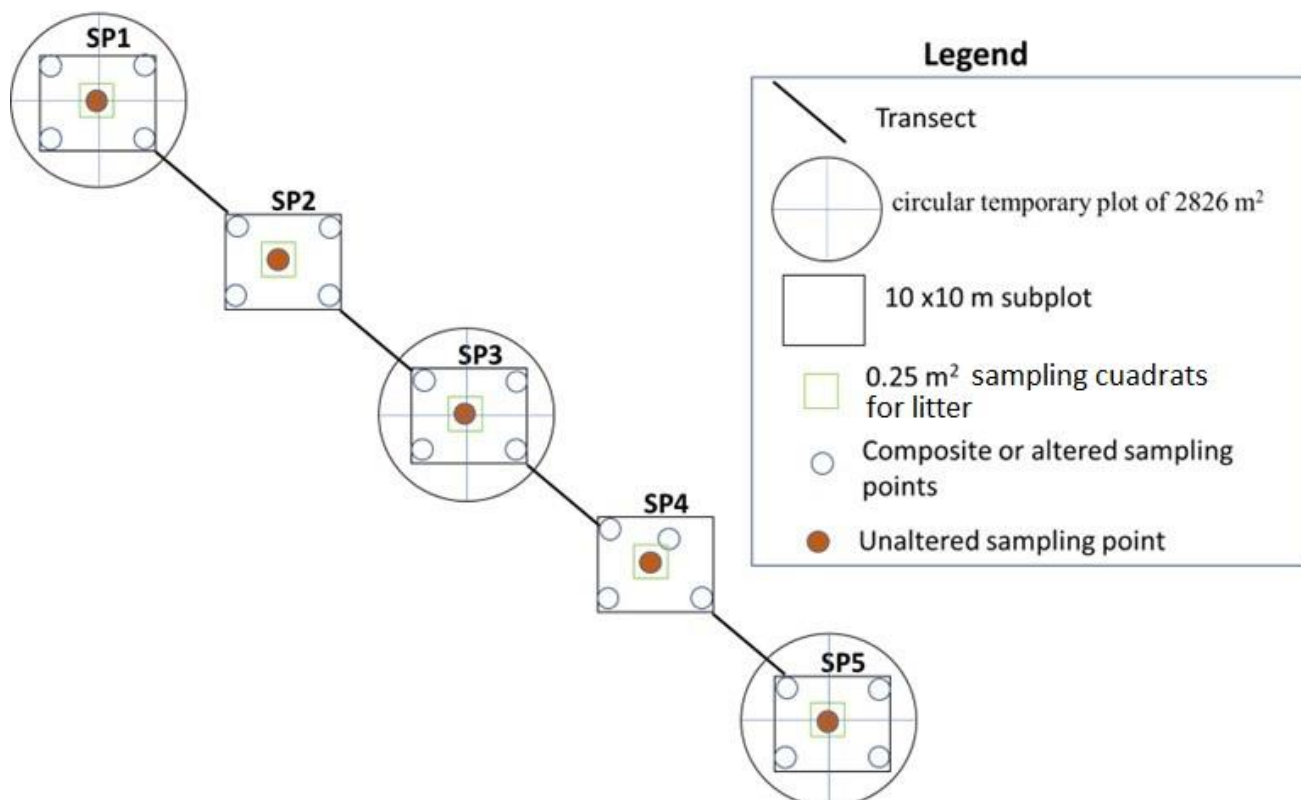 SP1
SP2
SP3
SP4
SP5
Legend
Transect
circular temporary plot of 2826 m²
10 x10 m subplot
0.25 m² sampling cuadrats
for litter
Composite or altered sampling
points
Unaltered sampling point